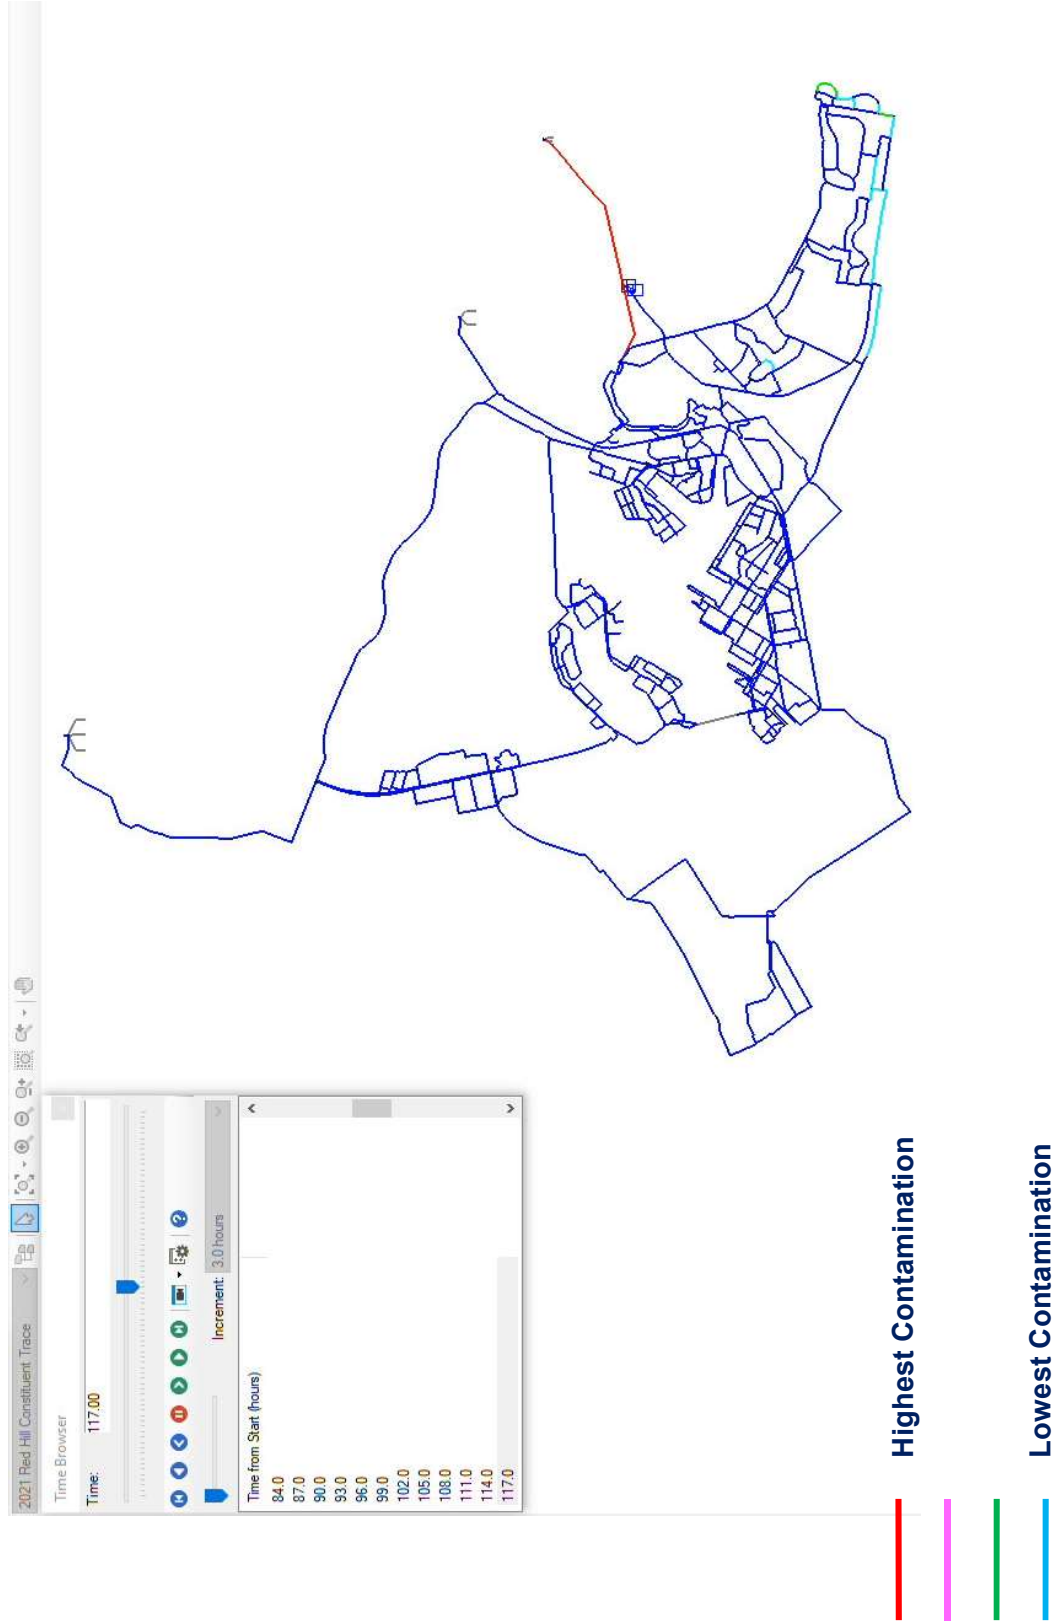 2021 Red Hill Constituent Trace
Time Browser
Time: 117.00
Increment: 3.0 hours
Time from Start (hours)
84.0
87.0
90.0
93.0
96.0
99.0
102.0
105.0
108.0
111.0
114.0
117.0
Highest Contamination
Lowest Contamination